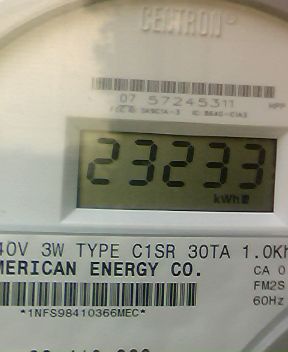 CENTRON®
07 57245311
23233
kWh
40V 3W TYPE C1SR 30TA 1.0Kh
MERICAN ENERGY CO.
CA 0
FM2S
60Hz
*1NFS98410366MEC*